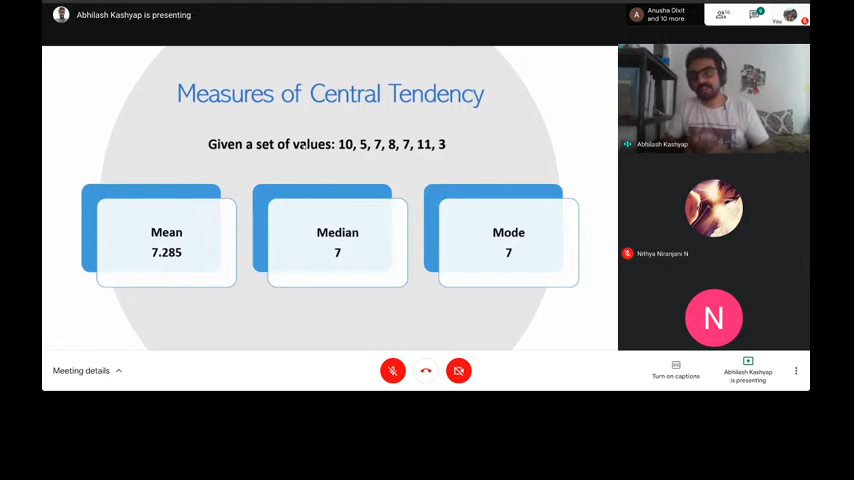 Abhilash Kashyap is presenting
Anusha Dixit
and 10 more
A
14
9
You
Measures of Central Tendency
Given a set of values: 10, 5, 7, 8, 7, 11, 3
Mean
7.285
Median
7
Mode
7
Abhilash Kashyap
Nithya Niranjani N
N
Meeting details
Turn on captions
Abhilash Kashyap
is presenting